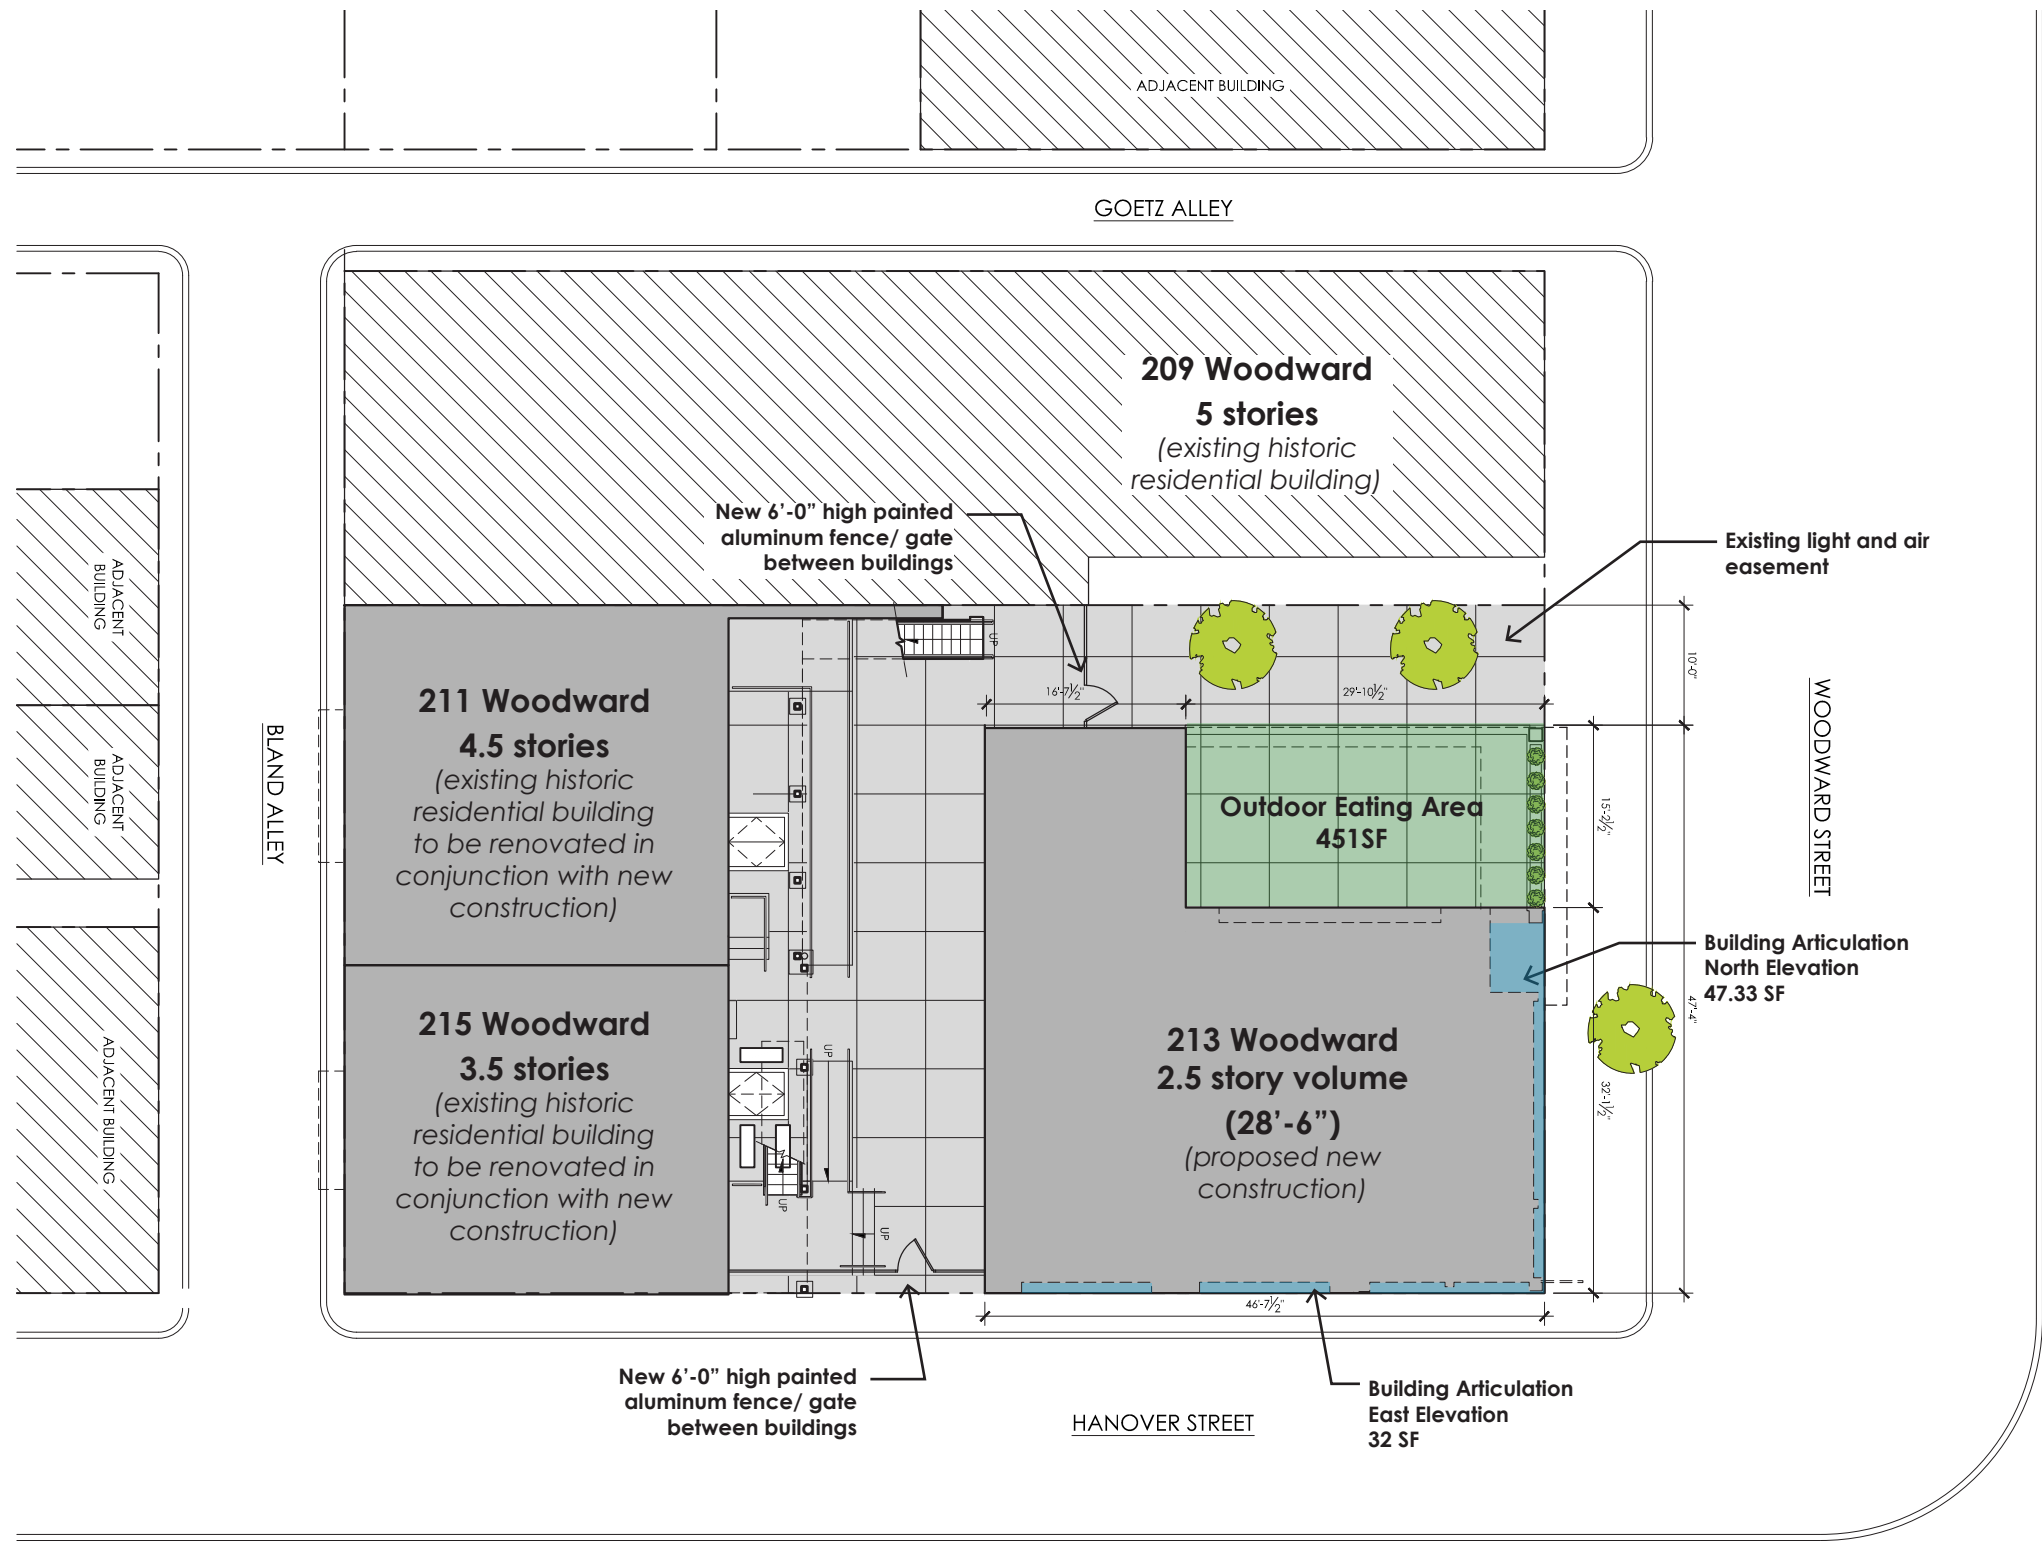 ADJACENT BUILDING
GOETZ ALLEY
209 Woodward
5 stories
(existing historic
residential building)
New 6'-0” high painted
aluminum fence/ gate
between buildings
Existing light and air
easement
ADJACENT
BUILDING
UP
10'-0"
16'-7½"
29'-10½"
211 Woodward
4.5 stories
(existing historic
residential building
to be renovated in
conjunction with new
construction)
BLAND ALLEY
WOODWARD STREET
ADJACENT
BUILDING
Outdoor Eating Area
451SF
15'-2½"
Building Articulation
North Elevation
47.33 SF
47'-4"
215 Woodward
3.5 stories
(existing historic
residential building
to be renovated in
conjunction with new
construction)
ADJACENT BUILDING
UP
UP
UP
213 Woodward
2.5 story volume
(28'-6”)
(proposed new
construction)
32'-1½"
46'-7½"
New 6'-0” high painted
aluminum fence/ gate
between buildings
HANOVER STREET
Building Articulation
East Elevation
32 SF